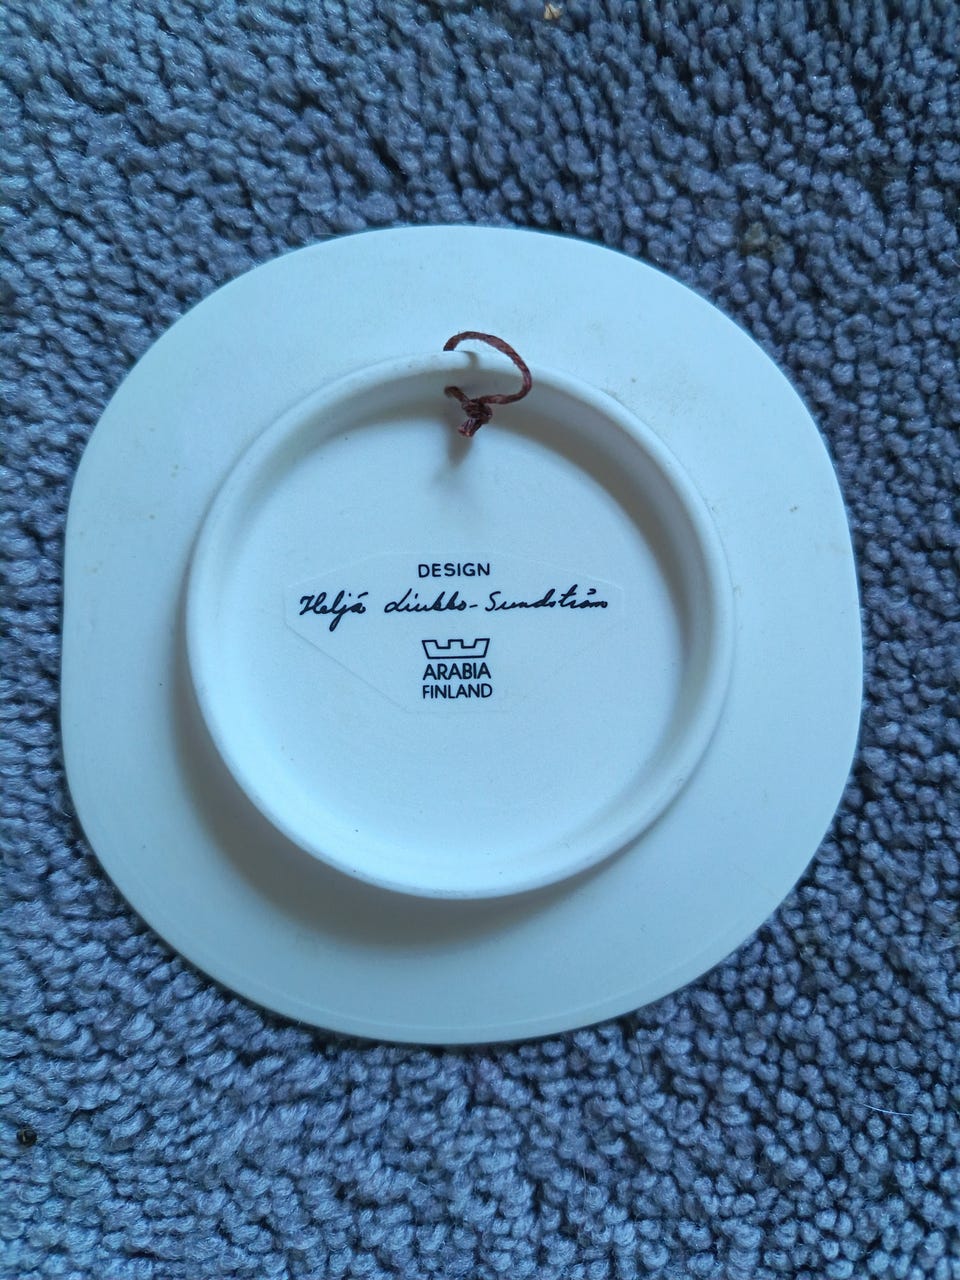 DESIGN
Heljä Liukko-Sundström
ARABIA
FINLAND